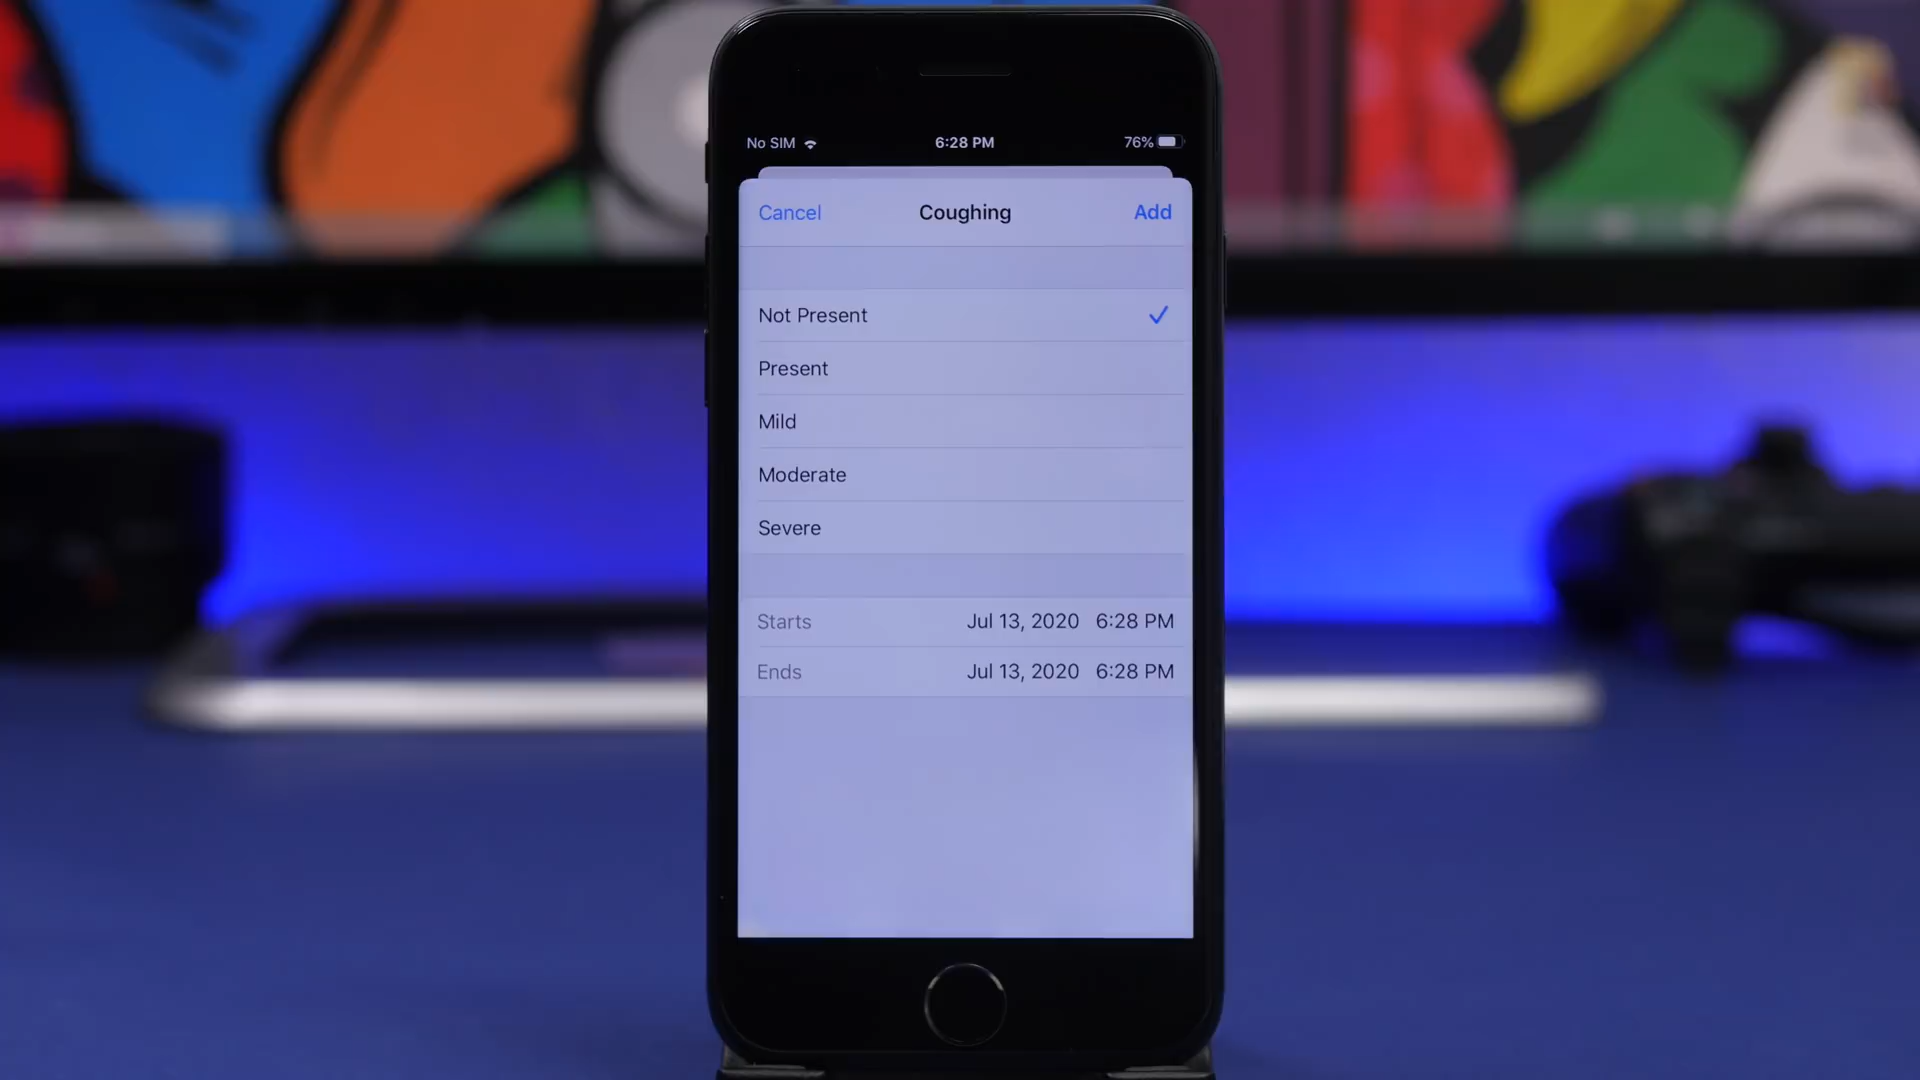 No SIM 6:28 PM 76%
Cancel Coughing Add
Not Present
Present
Mild
Moderate
Severe
Starts Jul 13, 2020 6:28 PM
Ends Jul 13, 2020 6:28 PM